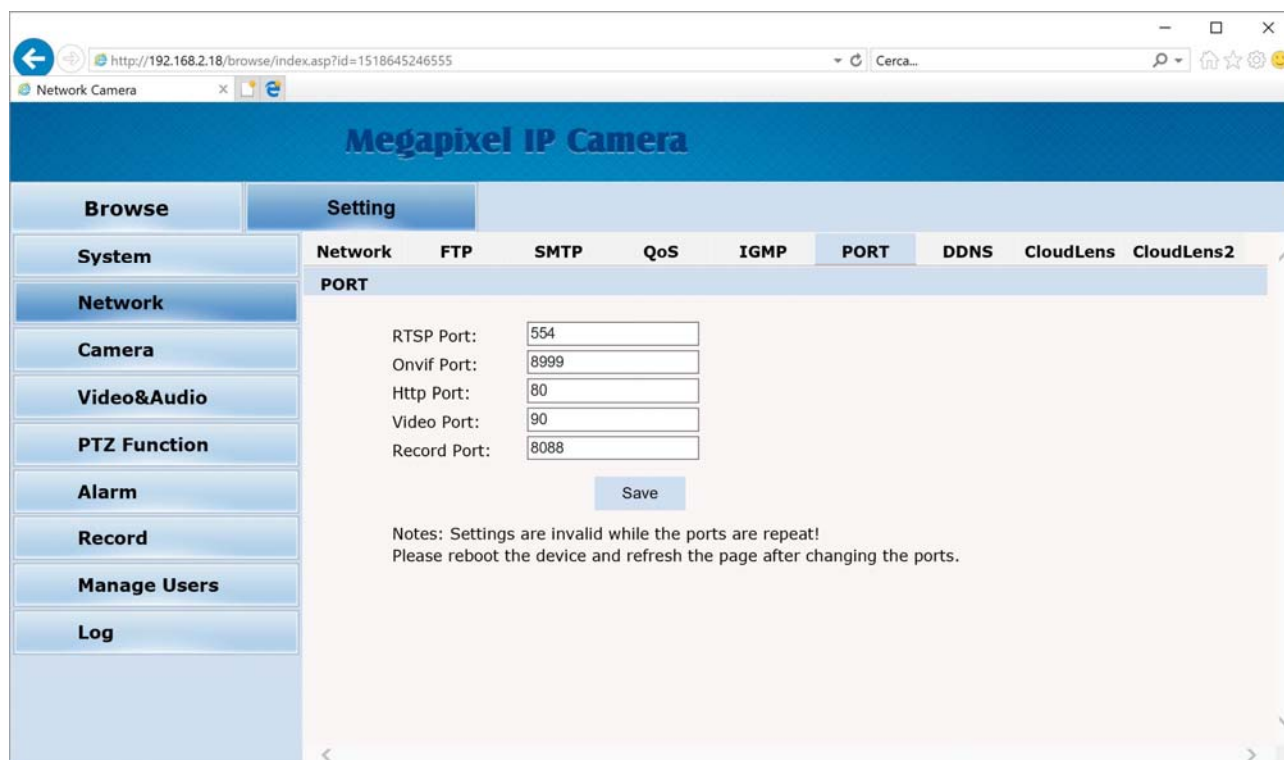 http://192.168.2.18/browse/index.asp?id=1518645246555
Cerca...
Network Camera
Megapixel IP Camera
Browse
Setting
System
Network
Camera
Video&Audio
PTZ Function
Alarm
Record
Manage Users
Log
Network FTP SMTP QoS IGMP PORT DDNS CloudLens CloudLens2
PORT
RTSP Port: 554
Onvif Port: 8999
Http Port: 80
Video Port: 90
Record Port: 8088
Save
Notes: Settings are invalid while the ports are repeat!
Please reboot the device and refresh the page after changing the ports.